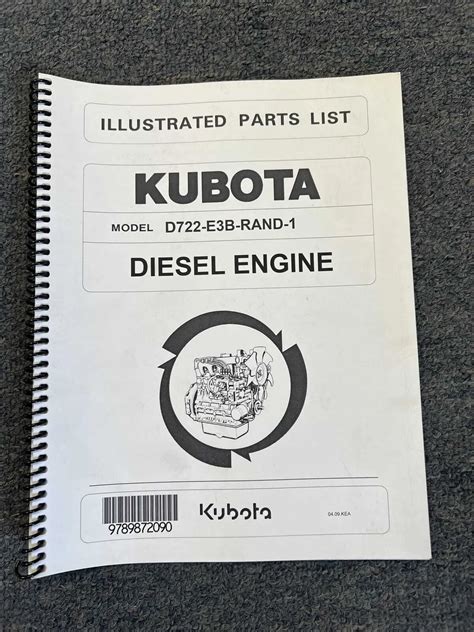 ILLUSTRATED PARTS LIST
KUBOTA
MODEL D722-E3B-RAND-1
DIESEL ENGINE
9789872090
Kubota
04.09.KEA